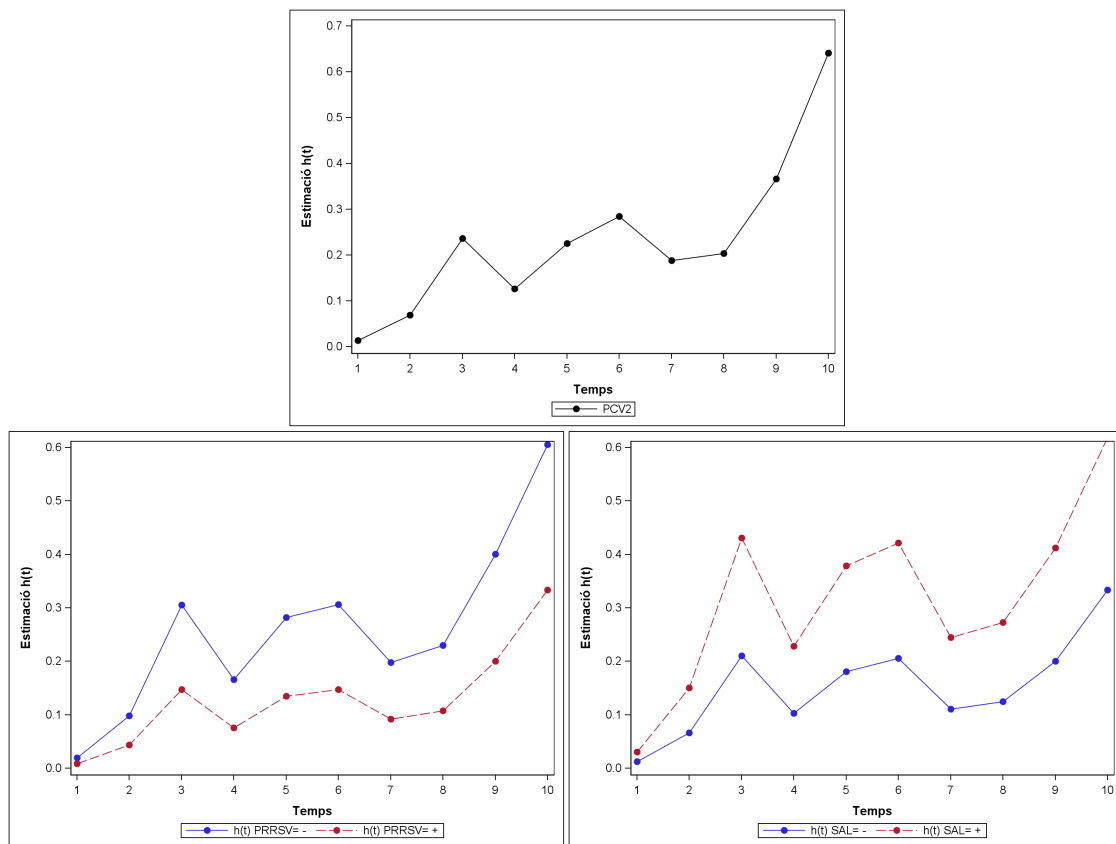 0.7
0.6
0.5
0.4
0.3
0.2
0.1
0.0
Estimació h(t)
1 2 3 4 5 6 7 8 9 10
Temps
PCV2
0.6
0.5
0.4
0.3
0.2
0.1
0.0
Estimació h(t)
1 2 3 4 5 6 7 8 9 10
Temps
h(t) PRRSV= - h(t) PRRSV= +
0.6
0.5
0.4
0.3
0.2
0.1
0.0
Estimació h(t)
1 2 3 4 5 6 7 8 9 10
Temps
h(t) SAL= - h(t) SAL= +